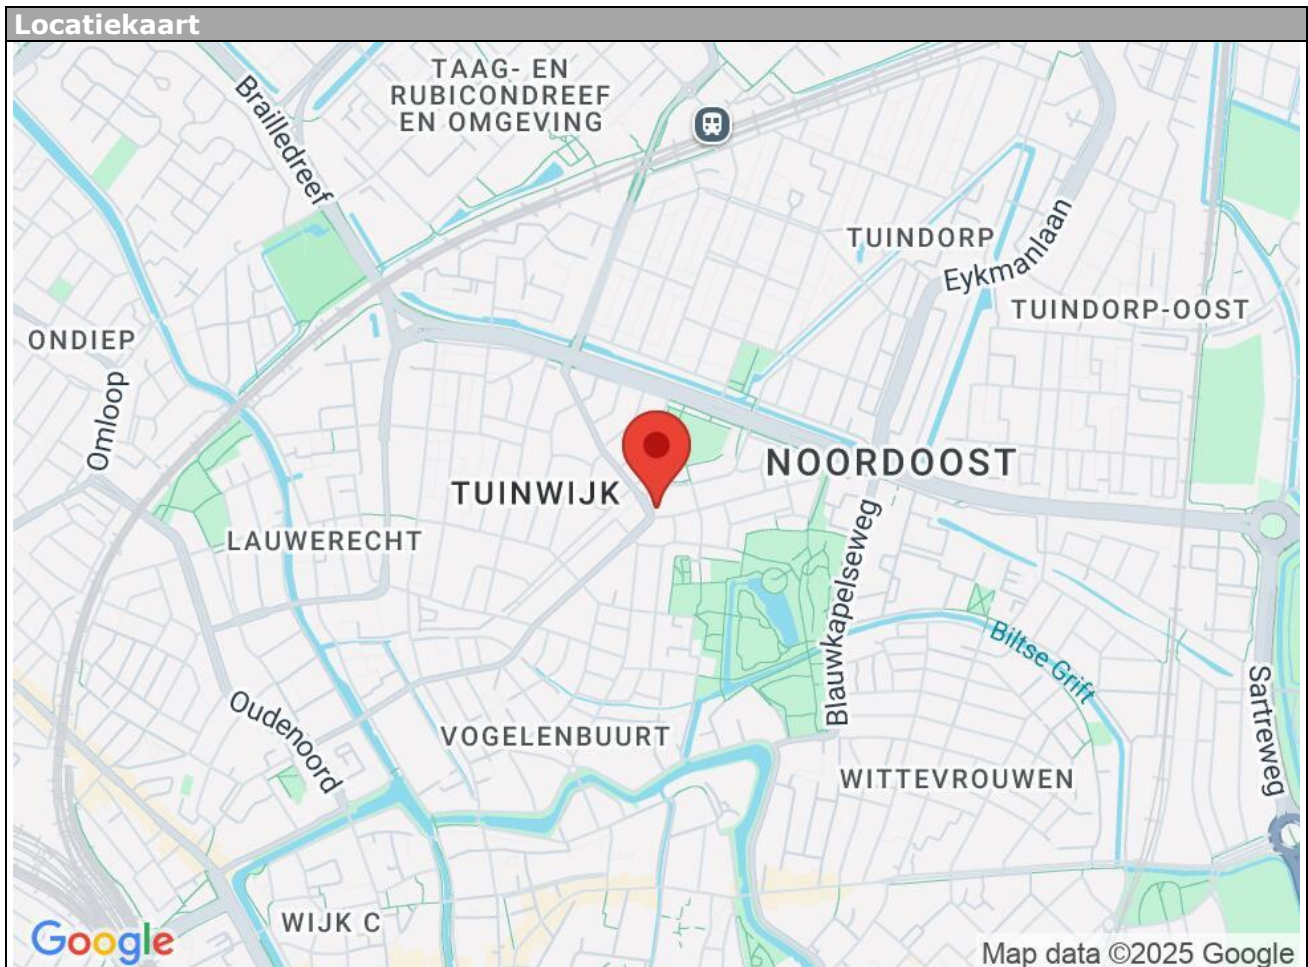 Locatiekaart
TAAG- EN
RUBICONDREEF
EN OMGEVING
Brailledreef
TUINDORP
Eykmanlaan
TUINDORP-OOST
ONDIEP
Omloop
NOORDOOST
TUINWIJK
LAUWERECHT
Blauwkapelseweg
Biltse Grift
Sartreweg
Oudenoord
VOGELENBUURT
WITTEVROUWEN
WIJK C
Google
Map data ©2025 Google